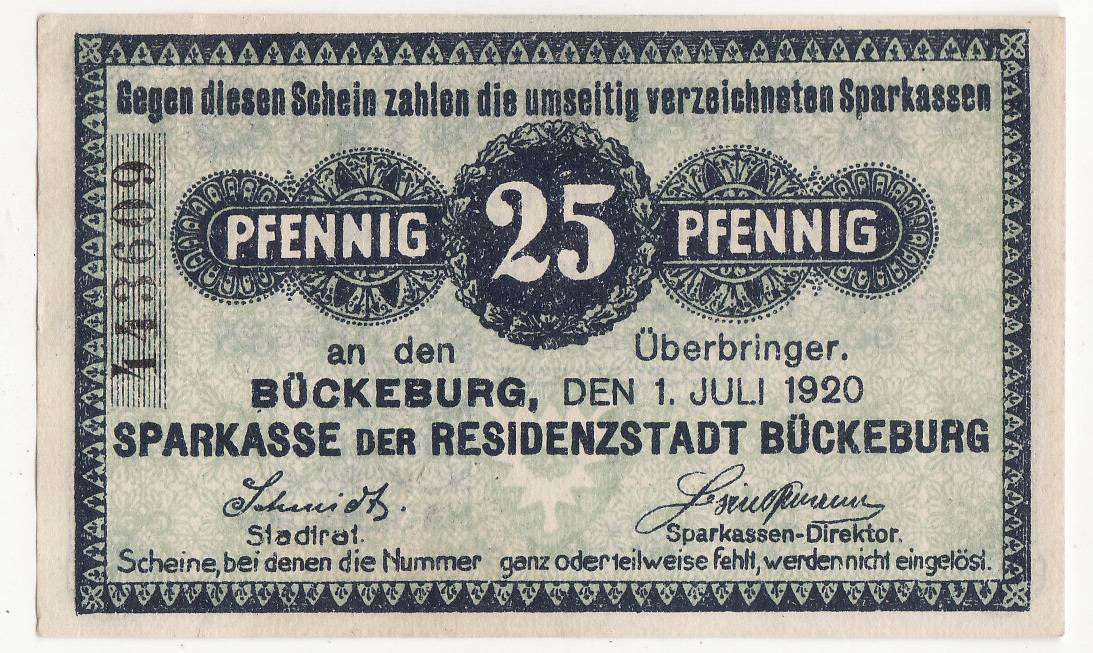 Gegen diesen Schein zahlen die umseitig verzeichneten Sparkassen
143609
PFENNIG 25 PFENNIG
an den Überbringer.
BÜCKEBURG, DEN 1. JULI 1920
SPARKASSE DER RESIDENZSTADT BÜCKEBURG
Schmidt.
Stadtrat. Sparkassen-Direktor.
Scheine, bei denen die Nummer ganz oder teilweise fehlt, werden nicht eingelöst.